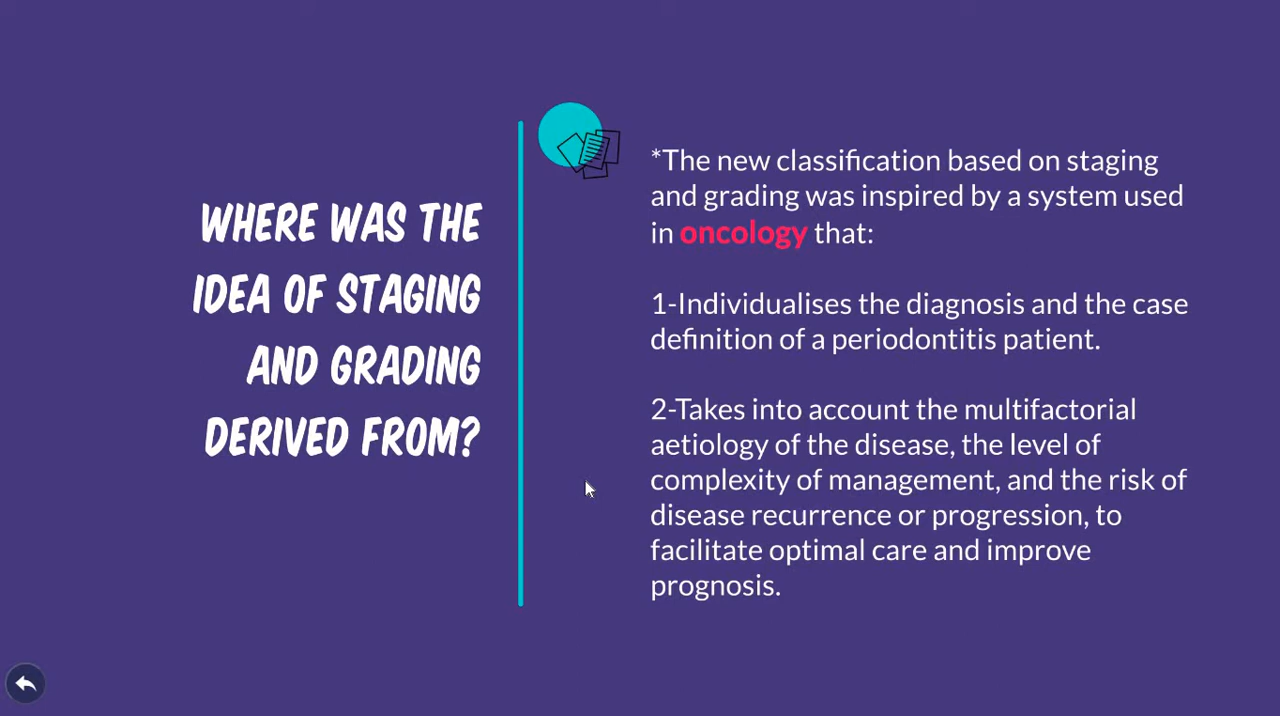 WHERE WAS THE
IDEA OF STAGING
AND GRADING
DERIVED FROM?
*The new classification based on staging
and grading was inspired by a system used
in oncology that:
1-Individualises the diagnosis and the case
definition of a periodontitis patient.
2-Takes into account the multifactorial
aetiology of the disease, the level of
complexity of management, and the risk of
disease recurrence or progression, to
facilitate optimal care and improve
prognosis.